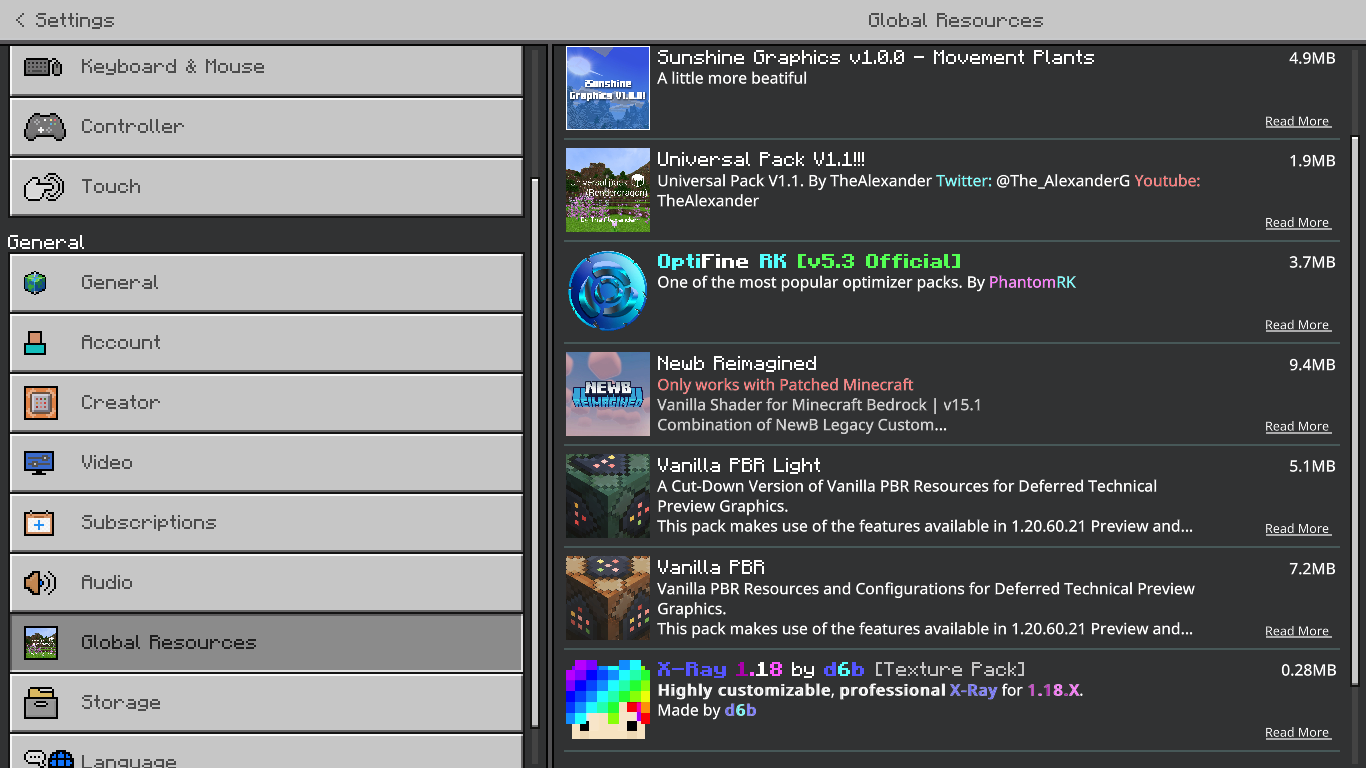 Settings
Global Resources
Keyboard & Mouse
Controller
Touch
General
General
Account
Creator
Video
Subscriptions
Audio
Global Resources
Storage
Language
Sunshine Graphics V1.0.0!
Sunshine Graphics v1.0.0 - Movement Plants
4.9MB
A little more beatiful
Read More
Universal Pack V1.1!!!
1.9MB
Universal Pack V1.1. By TheAlexander Twitter: @The_AlexanderG Youtube:
TheAlexander
Read More
(Renderdragon)
By TheAlexander
OptiFine RK [v5.3 Official]
3.7MB
One of the most popular optimizer packs. By PhantomRK
Read More
NEWB
REIMAGINED
Newb Reimagined
9.4MB
Only works with Patched Minecraft
Vanilla Shader for Minecraft Bedrock | v15.1
Combination of NewB Legacy Custom...
Read More
Vanilla PBR Light
5.1MB
A Cut-Down Version of Vanilla PBR Resources for Deferred Technical
Preview Graphics.
This pack makes use of the features available in 1.20.60.21 Preview and...
Read More
Vanilla PBR
7.2MB
Vanilla PBR Resources and Configurations for Deferred Technical Preview
Graphics.
This pack makes use of the features available in 1.20.60.21 Preview and...
Read More
X-Ray 1.18 by d6b [Texture Pack]
0.28MB
Highly customizable, professional X-Ray for 1.18.X.
Made by d6b
Read More